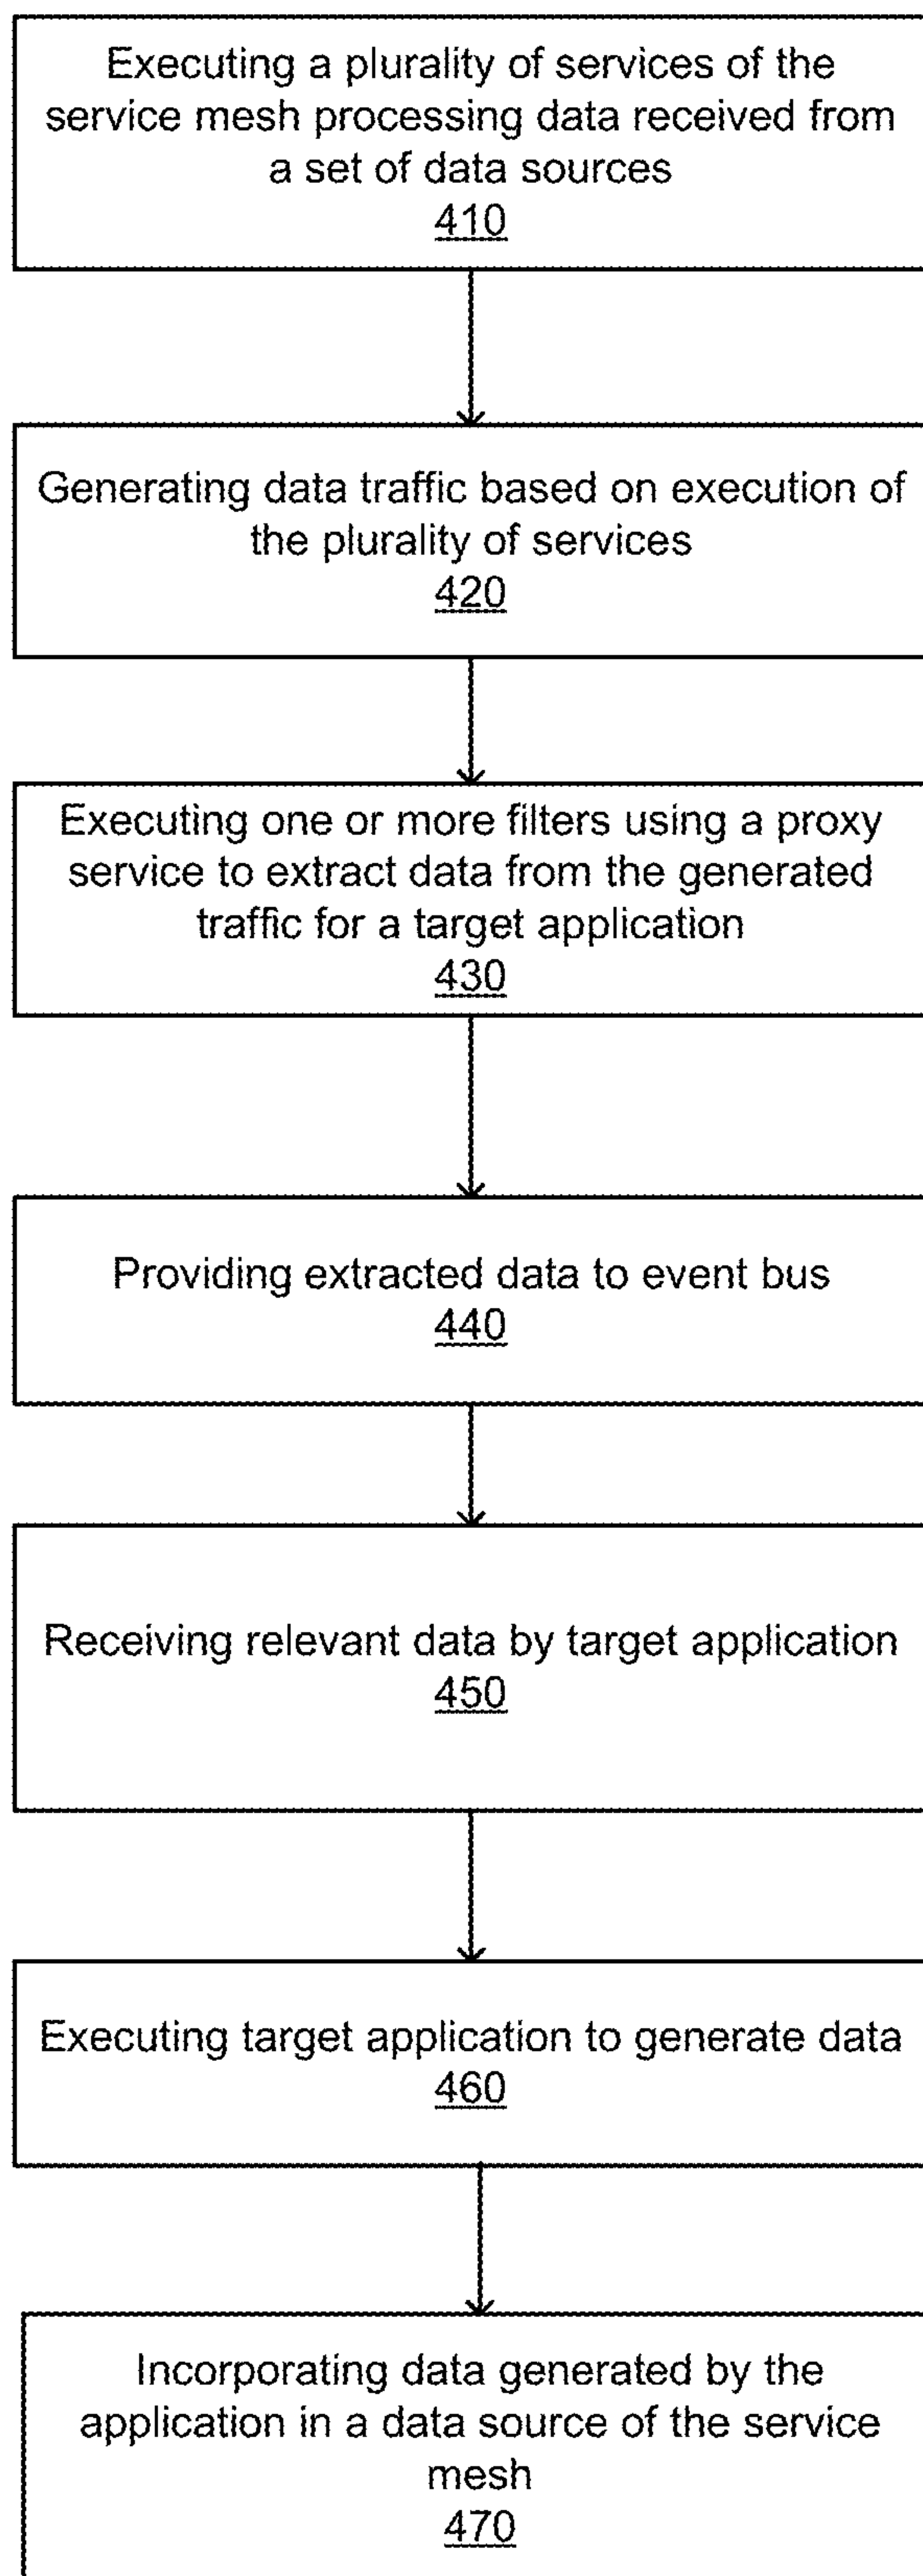 Executing a plurality of services of the
service mesh processing data received from
a set of data sources
410
Generating data traffic based on execution of
the plurality of services
420
Executing one or more filters using a proxy
service to extract data from the generated
traffic for a target application
430
Providing extracted data to event bus
440
Receiving relevant data by target application
450
Executing target application to generate data
460
Incorporating data generated by the
application in a data source of the service
mesh
470